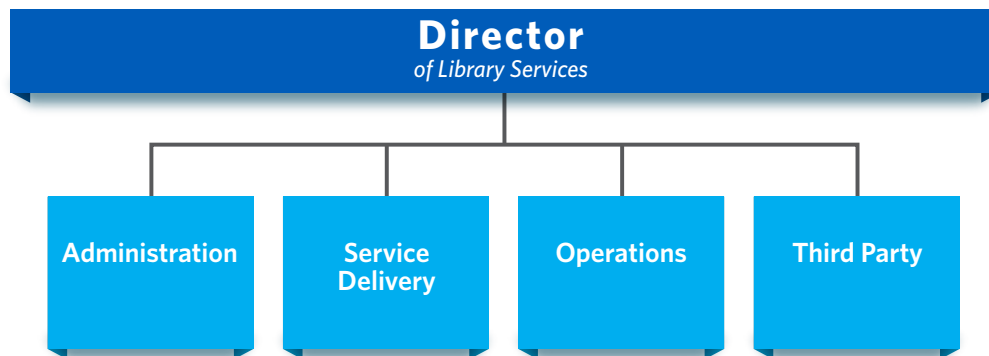 Director
of Library Services
Administration
Service
Delivery
Operations
Third Party